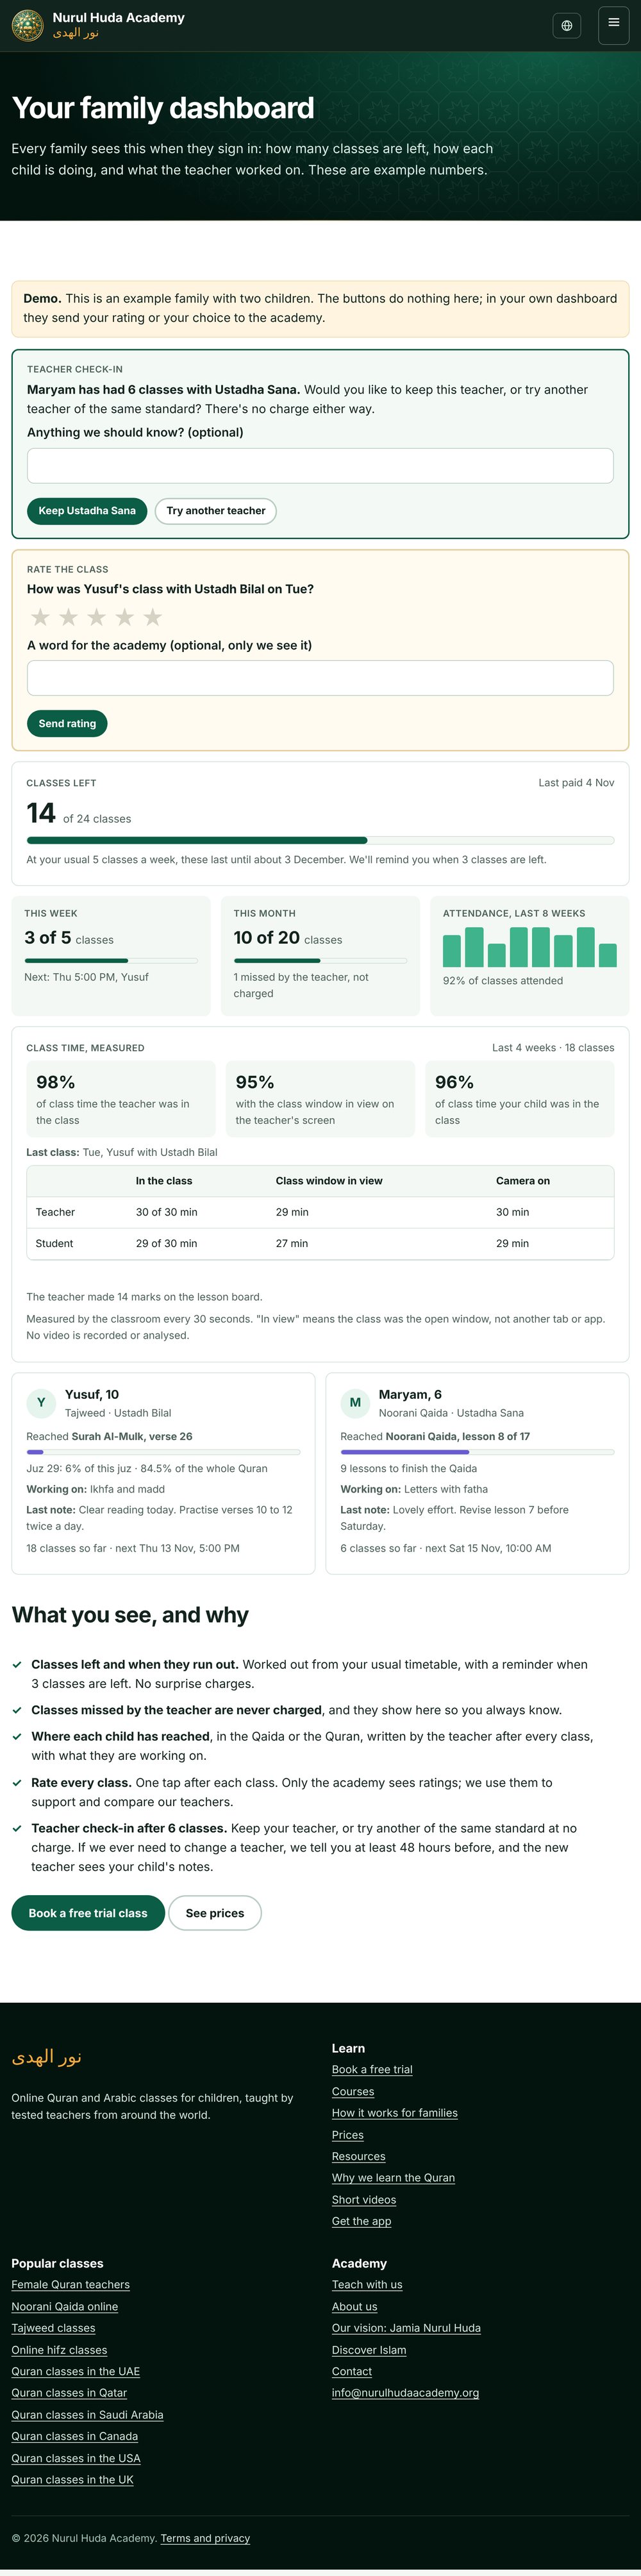 Nurul Huda Academy
نور الهدى
Your family dashboard
Every family sees this when they sign in: how many classes are left, how each
child is doing, and what the teacher worked on. These are example numbers.
Demo. This is an example family with two children. The buttons do nothing here; in your own dashboard
they send your rating or your choice to the academy.
TEACHER CHECK-IN
Maryam has had 6 classes with Ustadha Sana. Would you like to keep this teacher, or try another
teacher of the same standard? There's no charge either way.
Anything we should know? (optional)
Keep Ustadha Sana
Try another teacher
RATE THE CLASS
How was Yusuf's class with Ustadh Bilal on Tue?
★ ★ ★ ★ ★
A word for the academy (optional, only we see it)
Send rating
CLASSES LEFT
Last paid 4 Nov
14 of 24 classes
At your usual 5 classes a week, these last until about 3 December. We'll remind you when 3 classes are left.
THIS WEEK
3 of 5 classes
Next: Thu 5:00 PM, Yusuf
THIS MONTH
10 of 20 classes
1 missed by the teacher, not
charged
ATTENDANCE, LAST 8 WEEKS
92% of classes attended
CLASS TIME, MEASURED
Last 4 weeks · 18 classes
98%
of class time the teacher was in
the class
95%
with the class window in view on
the teacher's screen
96%
of class time your child was in the
class
Last class: Tue, Yusuf with Ustadh Bilal
In the class Class window in view Camera on
Teacher 30 of 30 min 29 min 30 min
Student 29 of 30 min 27 min 29 min
The teacher made 14 marks on the lesson board.
Measured by the classroom every 30 seconds. "In view" means the class was the open window, not another tab or app.
No video is recorded or analysed.
Y
Yusuf, 10
Tajweed · Ustadh Bilal
Reached Surah Al-Mulk, verse 26
Juz 29: 6% of this juz · 84.5% of the whole Quran
Working on: Ikhfa and madd
Last note: Clear reading today. Practise verses 10 to 12
twice a day.
18 classes so far · next Thu 13 Nov, 5:00 PM
M
Maryam, 6
Noorani Qaida · Ustadha Sana
Reached Noorani Qaida, lesson 8 of 17
9 lessons to finish the Qaida
Working on: Letters with fatha
Last note: Lovely effort. Revise lesson 7 before
Saturday.
6 classes so far · next Sat 15 Nov, 10:00 AM
What you see, and why
✓ Classes left and when they run out. Worked out from your usual timetable, with a reminder when
3 classes are left. No surprise charges.
✓ Classes missed by the teacher are never charged, and they show here so you always know.
✓ Where each child has reached, in the Qaida or the Quran, written by the teacher after every class,
with what they are working on.
✓ Rate every class. One tap after each class. Only the academy sees ratings; we use them to
support and compare our teachers.
✓ Teacher check-in after 6 classes. Keep your teacher, or try another of the same standard at no
charge. If we ever need to change a teacher, we tell you at least 48 hours before, and the new
teacher sees your child's notes.
Book a free trial class
See prices
نور الهدى
Online Quran and Arabic classes for children, taught by
tested teachers from around the world.
Learn
Book a free trial
Courses
How it works for families
Prices
Resources
Why we learn the Quran
Short videos
Get the app
Popular classes
Female Quran teachers
Noorani Qaida online
Tajweed classes
Online hifz classes
Quran classes in the UAE
Quran classes in Qatar
Quran classes in Saudi Arabia
Quran classes in Canada
Quran classes in the USA
Quran classes in the UK
Academy
Teach with us
About us
Our vision: Jamia Nurul Huda
Discover Islam
Contact
info@nurulhudaacademy.org
© 2026 Nurul Huda Academy. Terms and privacy